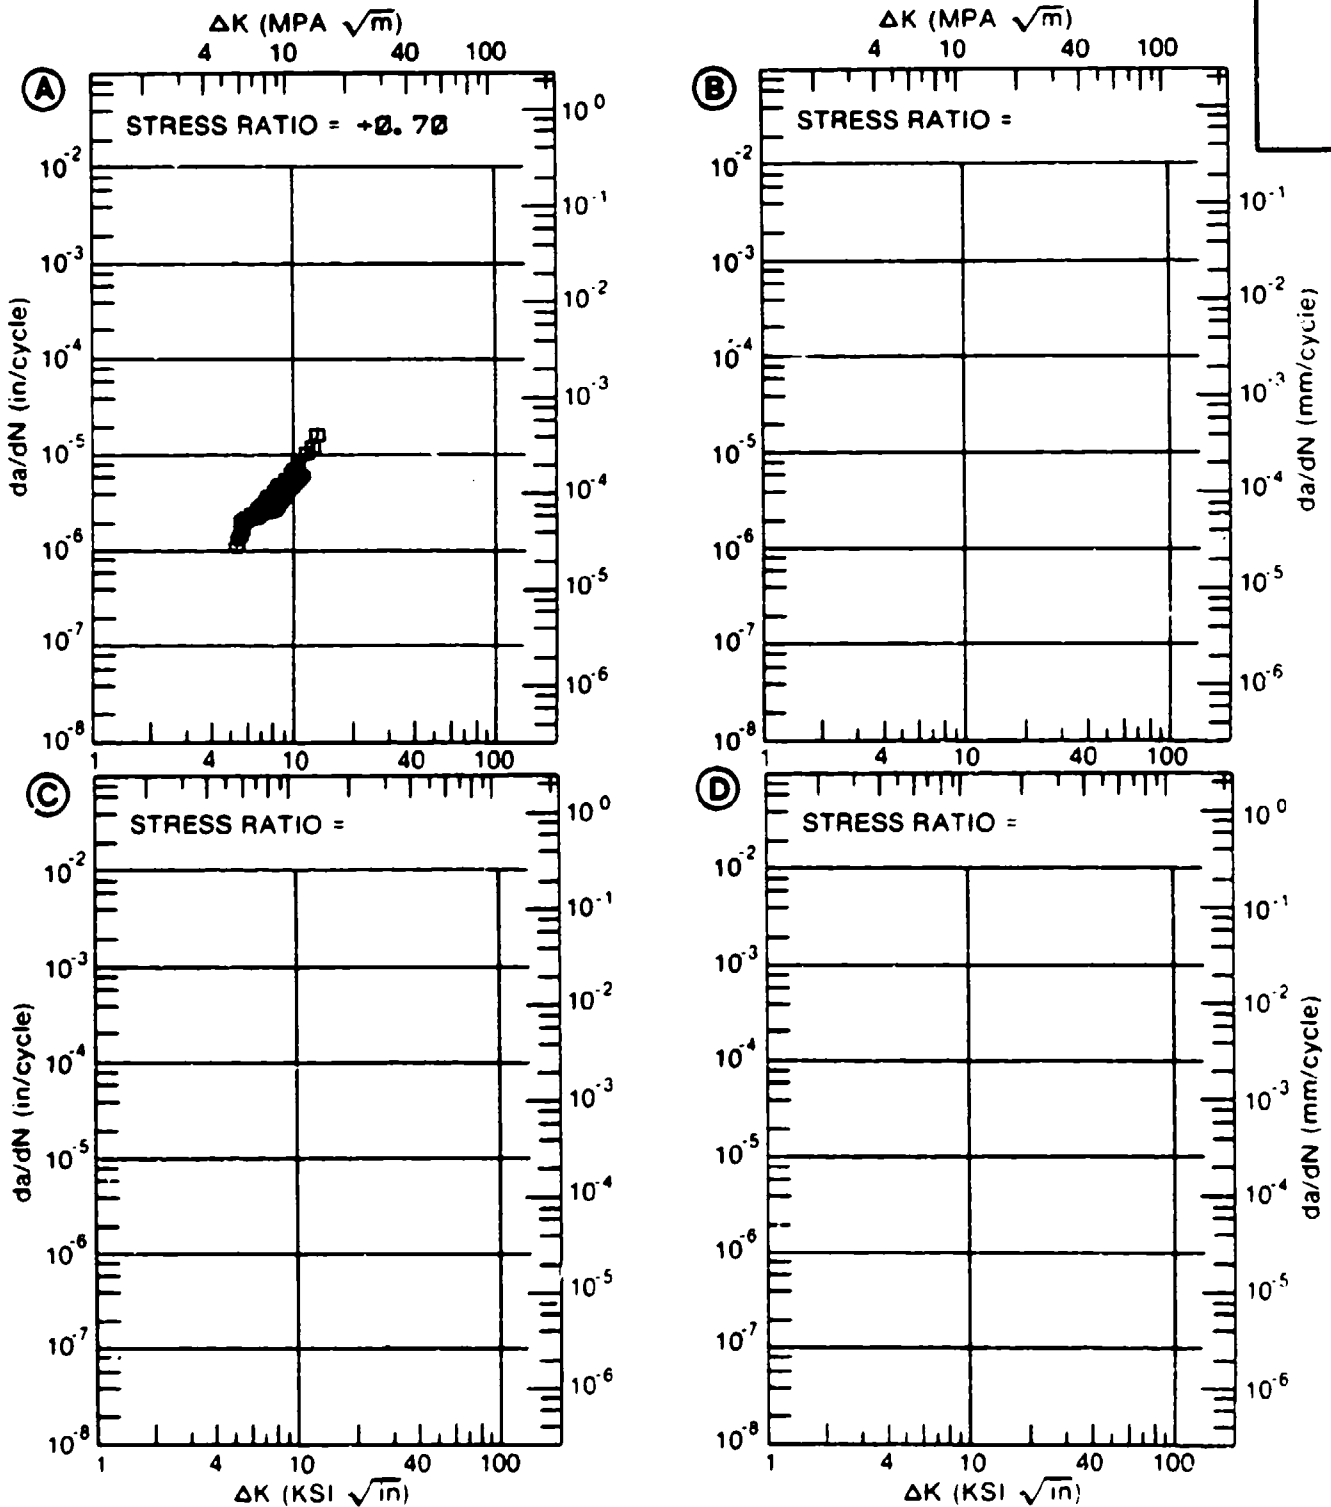 ΔK (MPA √m) ΔK (MPA √m)
4 10 40 100 4 10 40 100
A B
STRESS RATIO = +0.70 STRESS RATIO =
10⁰
10⁻² 10⁻²
10⁻¹ 10⁻¹
10⁻³ 10⁻³
10⁻² 10⁻²
10⁻⁴ 10⁻⁴
10⁻³ 10⁻³
10⁻⁵ 10⁻⁵
10⁻⁴ 10⁻⁴
10⁻⁶ 10⁻⁶
10⁻⁵ 10⁻⁵
10⁻⁷ 10⁻⁷
10⁻⁶ 10⁻⁶
10⁻⁸ 10⁻⁸
da/dN (in/cycle) da/dN (mm/cycle)
1 4 10 40 100 1 4 10 40 100
C D
STRESS RATIO = STRESS RATIO =
10⁰ 10⁰
10⁻² 10⁻²
10⁻¹ 10⁻¹
10⁻³ 10⁻³
10⁻² 10⁻²
10⁻⁴ 10⁻⁴
10⁻³ 10⁻³
10⁻⁵ 10⁻⁵
10⁻⁴ 10⁻⁴
10⁻⁶ 10⁻⁶
10⁻⁵ 10⁻⁵
10⁻⁷ 10⁻⁷
10⁻⁶ 10⁻⁶
10⁻⁸ 10⁻⁸
da/dN (in/cycle) da/dN (mm/cycle)
1 4 10 40 100 1 4 10 40 100
ΔK (KSI √in) ΔK (KSI √in)